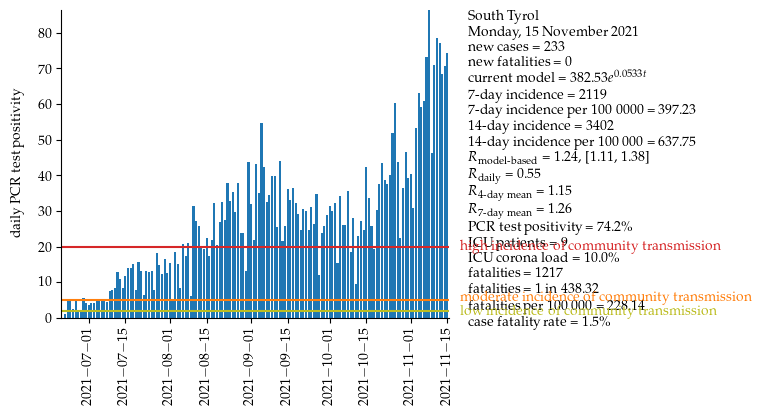 South Tyrol
Monday, 15 November 2021
new cases = 233
new fatalities = 0
current model = 382.53e^0.0533t
7-day incidence = 2119
7-day incidence per 100 0000 = 397.23
14-day incidence = 3402
14-day incidence per 100 000 = 637.75
R_model-based = 1.24, [1.11, 1.38]
R_daily = 0.55
R_4-day mean = 1.15
R_7-day mean = 1.26
PCR test positivity = 74.2%
ICU patients = 9
high incidence of community transmission
ICU corona load = 10.0%
fatalities = 1217
fatalities = 1 in 438.32
moderate incidence of community transmission
fatalities per 100 000 = 228.14
low incidence of community transmission
case fatality rate = 1.5%
daily PCR test positivity
80
70
60
50
40
30
20
10
0
2021−07−01
2021−07−15
2021−08−01
2021−08−15
2021−09−01
2021−09−15
2021−10−01
2021−10−15
2021−11−01
2021−11−15